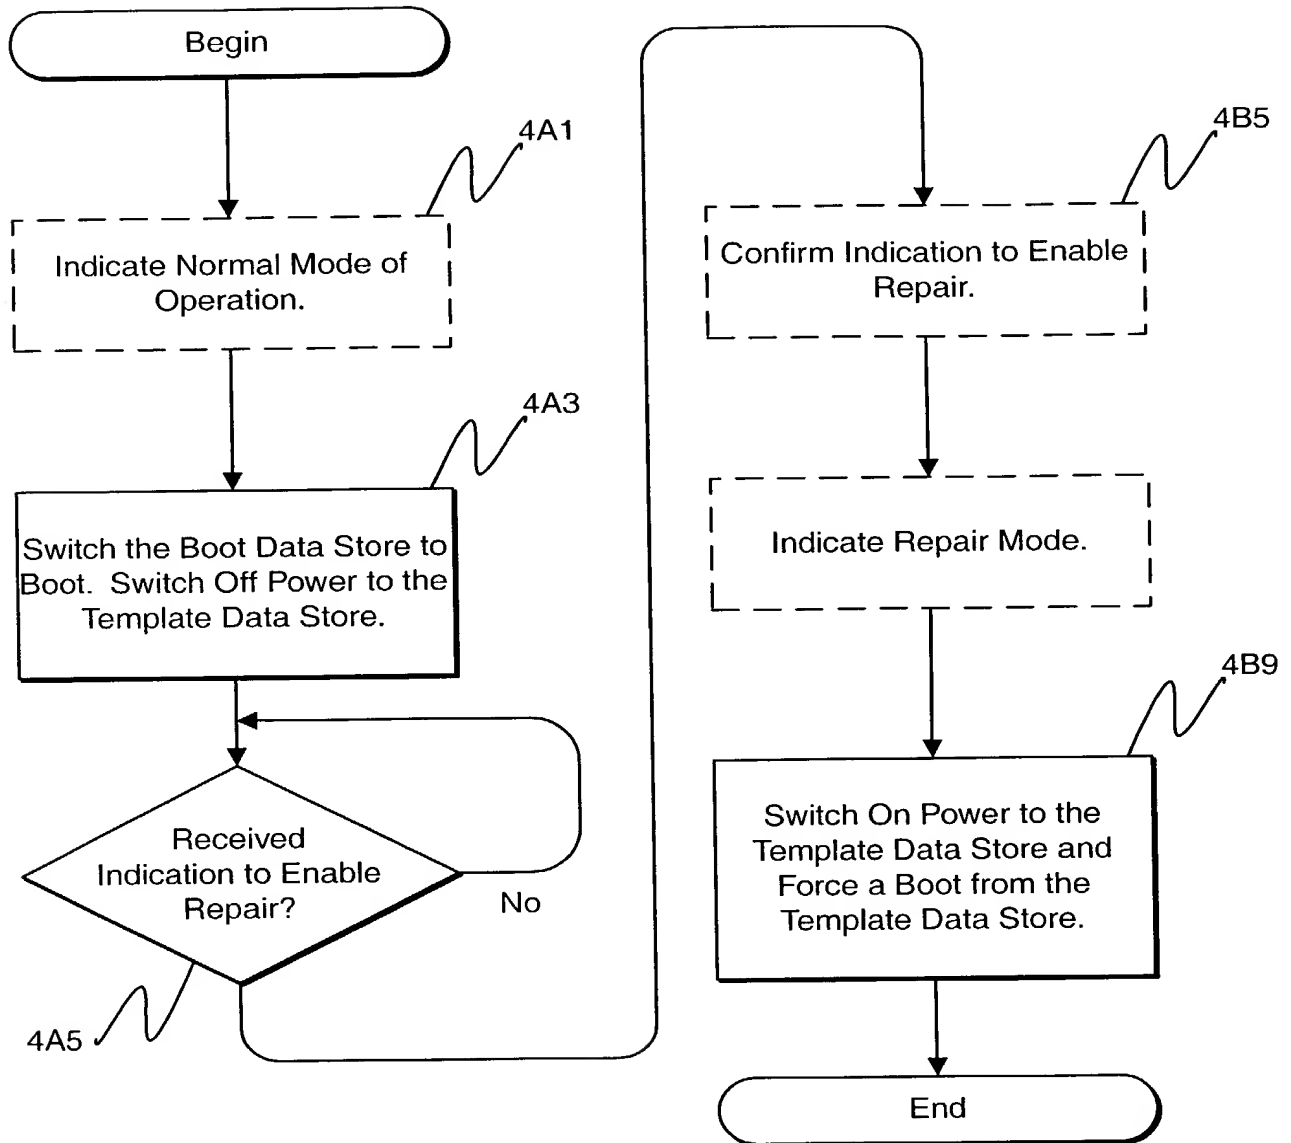 Begin
4A1
Indicate Normal Mode of
Operation.
4A3
Switch the Boot Data Store to
Boot. Switch Off Power to the
Template Data Store.
Received
Indication to Enable
Repair?
No
4A5
4B5
Confirm Indication to Enable
Repair.
Indicate Repair Mode.
4B9
Switch On Power to the
Template Data Store and
Force a Boot from the
Template Data Store.
End